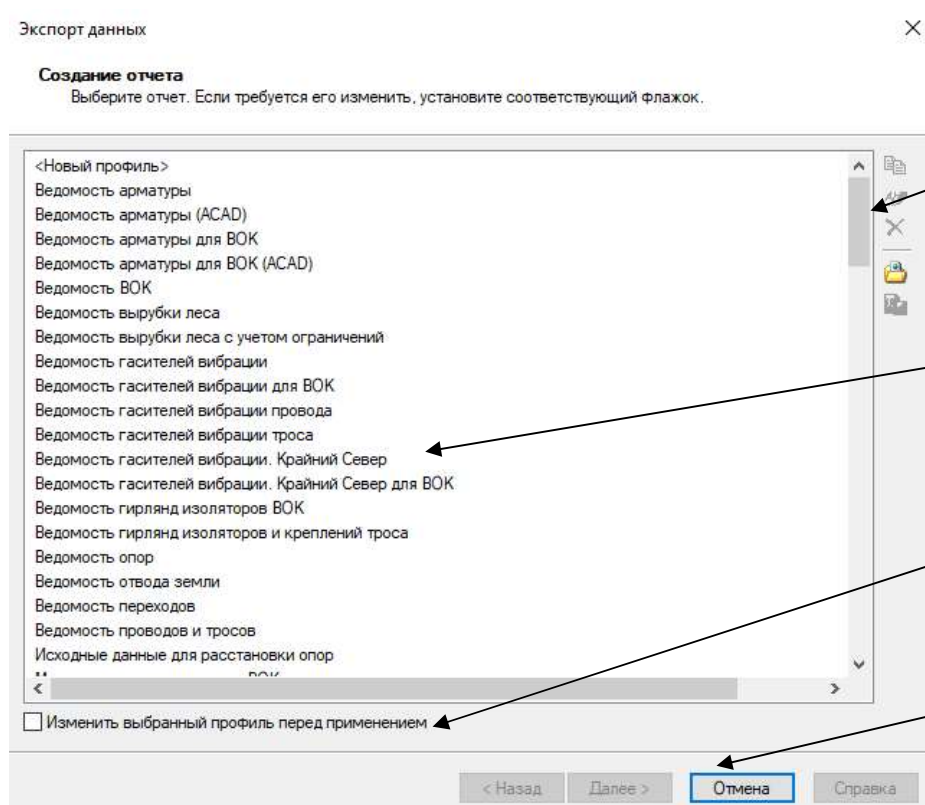 Экспорт данных
Создание отчета
Выберите отчет. Если требуется его изменить, установите соответствующий флажок.
<Новый профиль>
Ведомость арматуры
Ведомость арматуры (ACAD)
Ведомость арматуры для ВОК
Ведомость арматуры для ВОК (ACAD)
Ведомость ВОК
Ведомость вырубки леса
Ведомость вырубки леса с учетом ограничений
Ведомость гасителей вибрации
Ведомость гасителей вибрации для ВОК
Ведомость гасителей вибрации провода
Ведомость гасителей вибрации троса
Ведомость гасителей вибрации. Крайний Север
Ведомость гасителей вибрации. Крайний Север для ВОК
Ведомость гирлянд изоляторов ВОК
Ведомость гирлянд изоляторов и креплений троса
Ведомость опор
Ведомость отвода земли
Ведомость переходов
Ведомость проводов и тросов
Исходные данные для расстановки опор
Изменить выбранный профиль перед применением
< Назад Далее > Отмена Справка